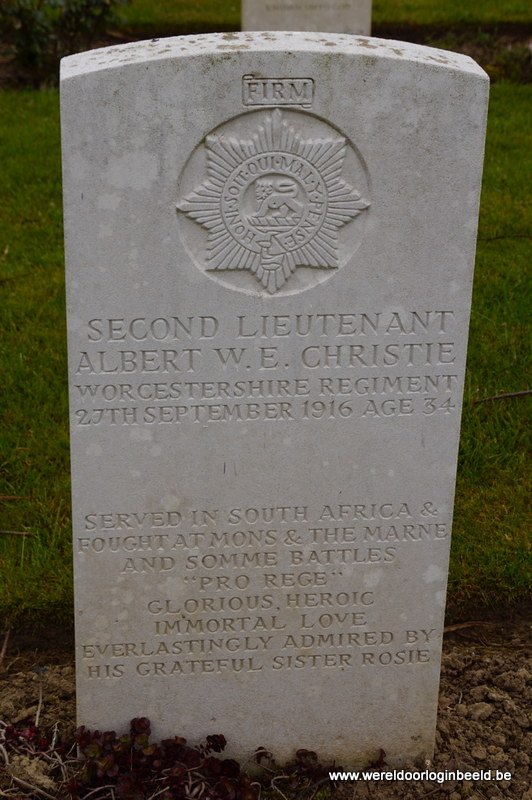 FIRM
HONI·SOIT·QUI·MAL·Y·PENSE
SECOND LIEUTENANT
ALBERT W. E. CHRISTIE
WORCESTERSHIRE REGIMENT
27TH SEPTEMBER 1916 AGE 34
SERVED IN SOUTH AFRICA &
FOUGHT AT MONS & THE MARNE
AND SOMME BATTLES
"PRO REGE"
GLORIOUS, HEROIC
IMMORTAL LOVE
EVERLASTINGLY ADMIRED BY
HIS GRATEFUL SISTER ROSIE
www.wereldoorloginbeeld.be